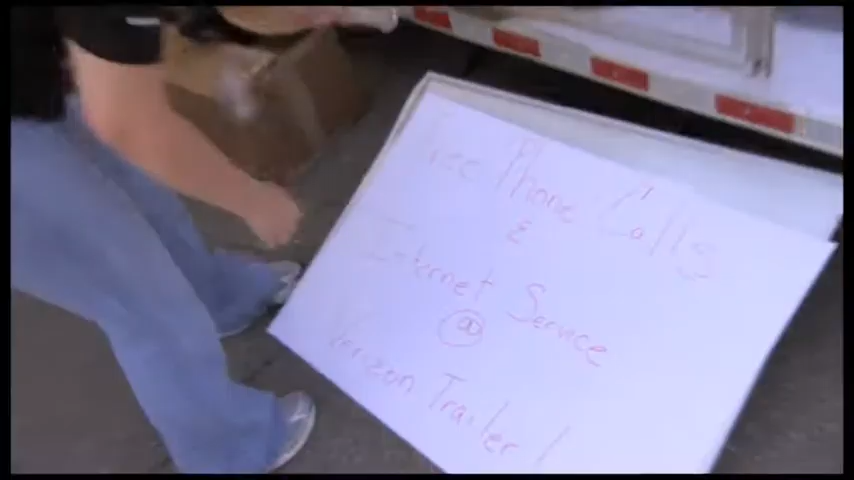 Free Phone Calls
&
Internet Service
@
Verizon Trailer!